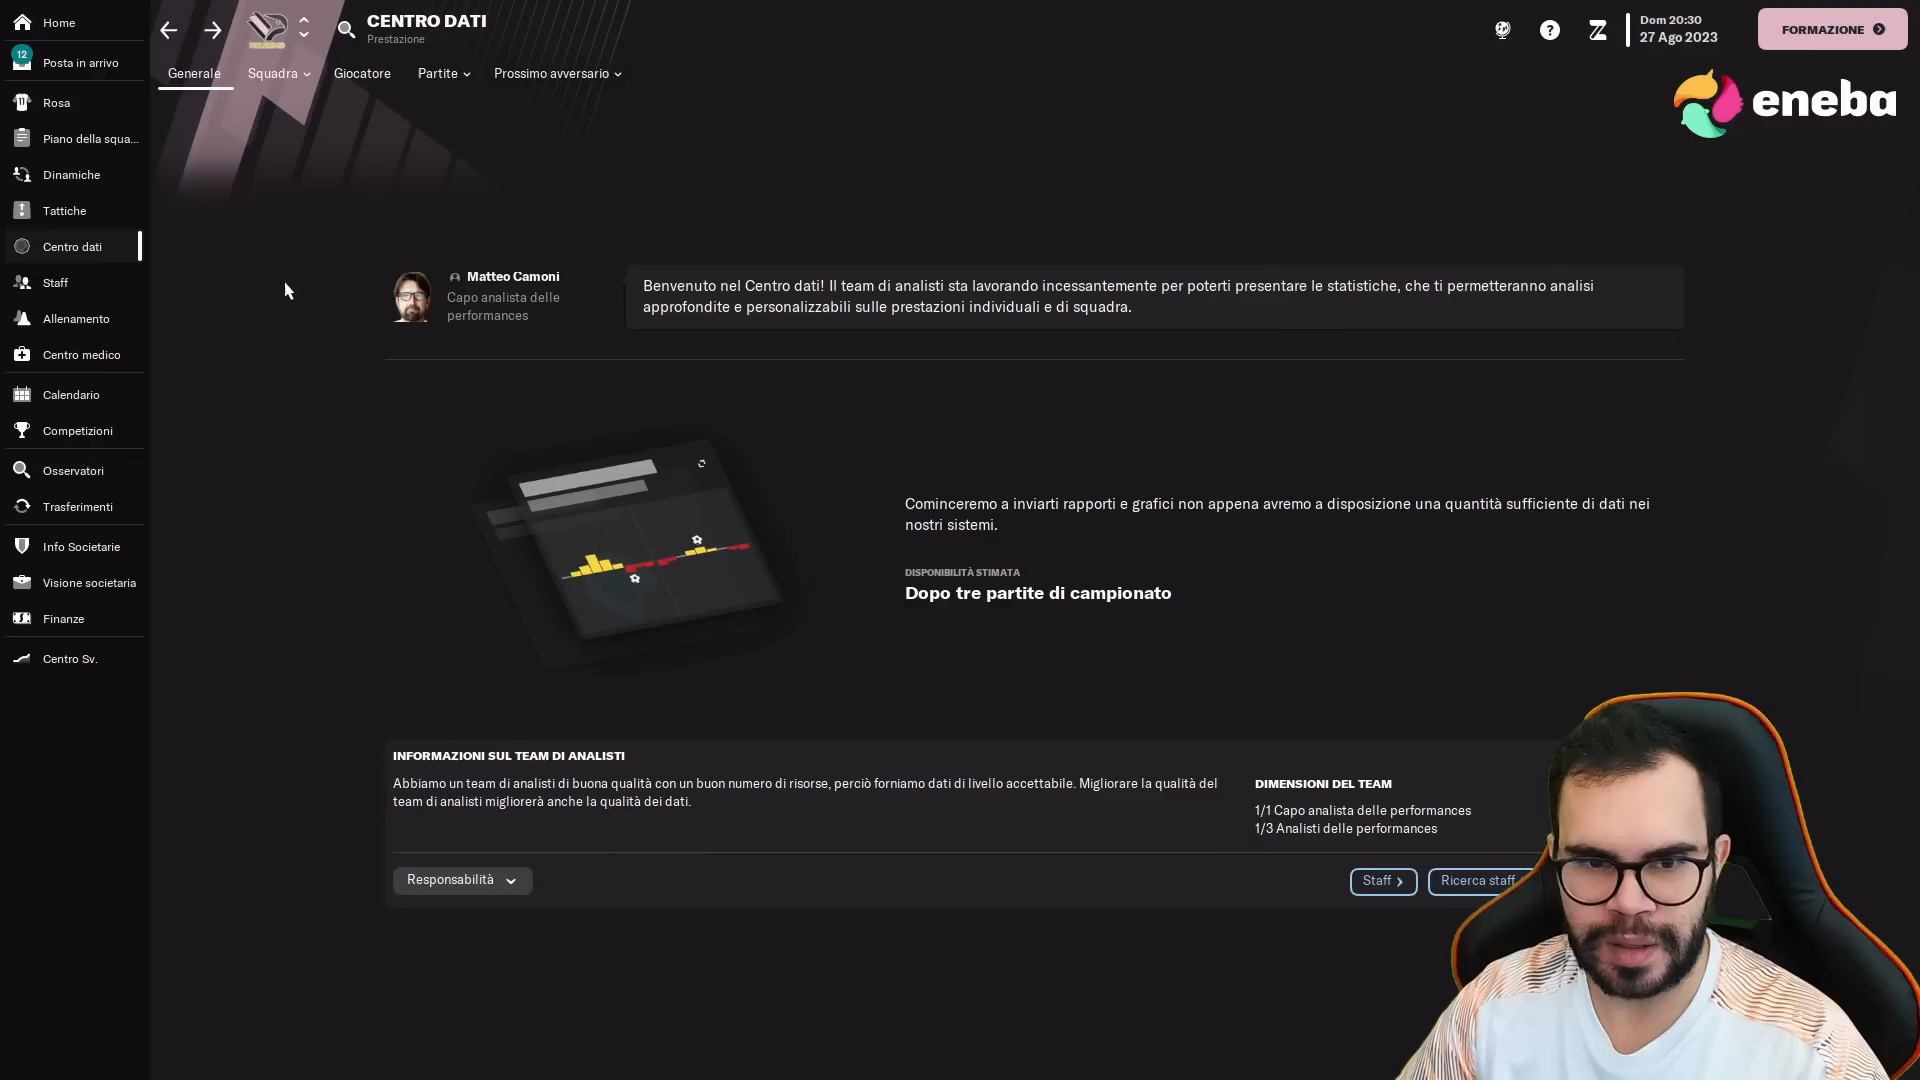 Home
12
Posta in arrivo
Rosa
Piano della squa...
Dinamiche
Tattiche
Centro dati
Staff
Allenamento
Centro medico
Calendario
Competizioni
Osservatori
Trasferimenti
Info Societarie
Visione societaria
Finanze
Centro Sv.
CENTRO DATI
Prestazione
Generale
Squadra
Giocatore
Partite
Prossimo avversario
Dom 20:30
27 Ago 2023
FORMAZIONE
eneba
Matteo Camoni
Capo analista delle
performances
Benvenuto nel Centro dati! Il team di analisti sta lavorando incessantemente per poterti presentare le statistiche, che ti permetteranno analisi
approfondite e personalizzabili sulle prestazioni individuali e di squadra.
Cominceremo a inviarti rapporti e grafici non appena avremo a disposizione una quantità sufficiente di dati nei
nostri sistemi.
DISPONIBILITÀ STIMATA
Dopo tre partite di campionato
INFORMAZIONI SUL TEAM DI ANALISTI
Abbiamo un team di analisti di buona qualità con un buon numero di risorse, perciò forniamo dati di livello accettabile. Migliorare la qualità del
team di analisti migliorerà anche la qualità dei dati.
DIMENSIONI DEL TEAM
1/1 Capo analista delle performances
1/3 Analisti delle performances
Responsabilità
Staff
Ricerca staff